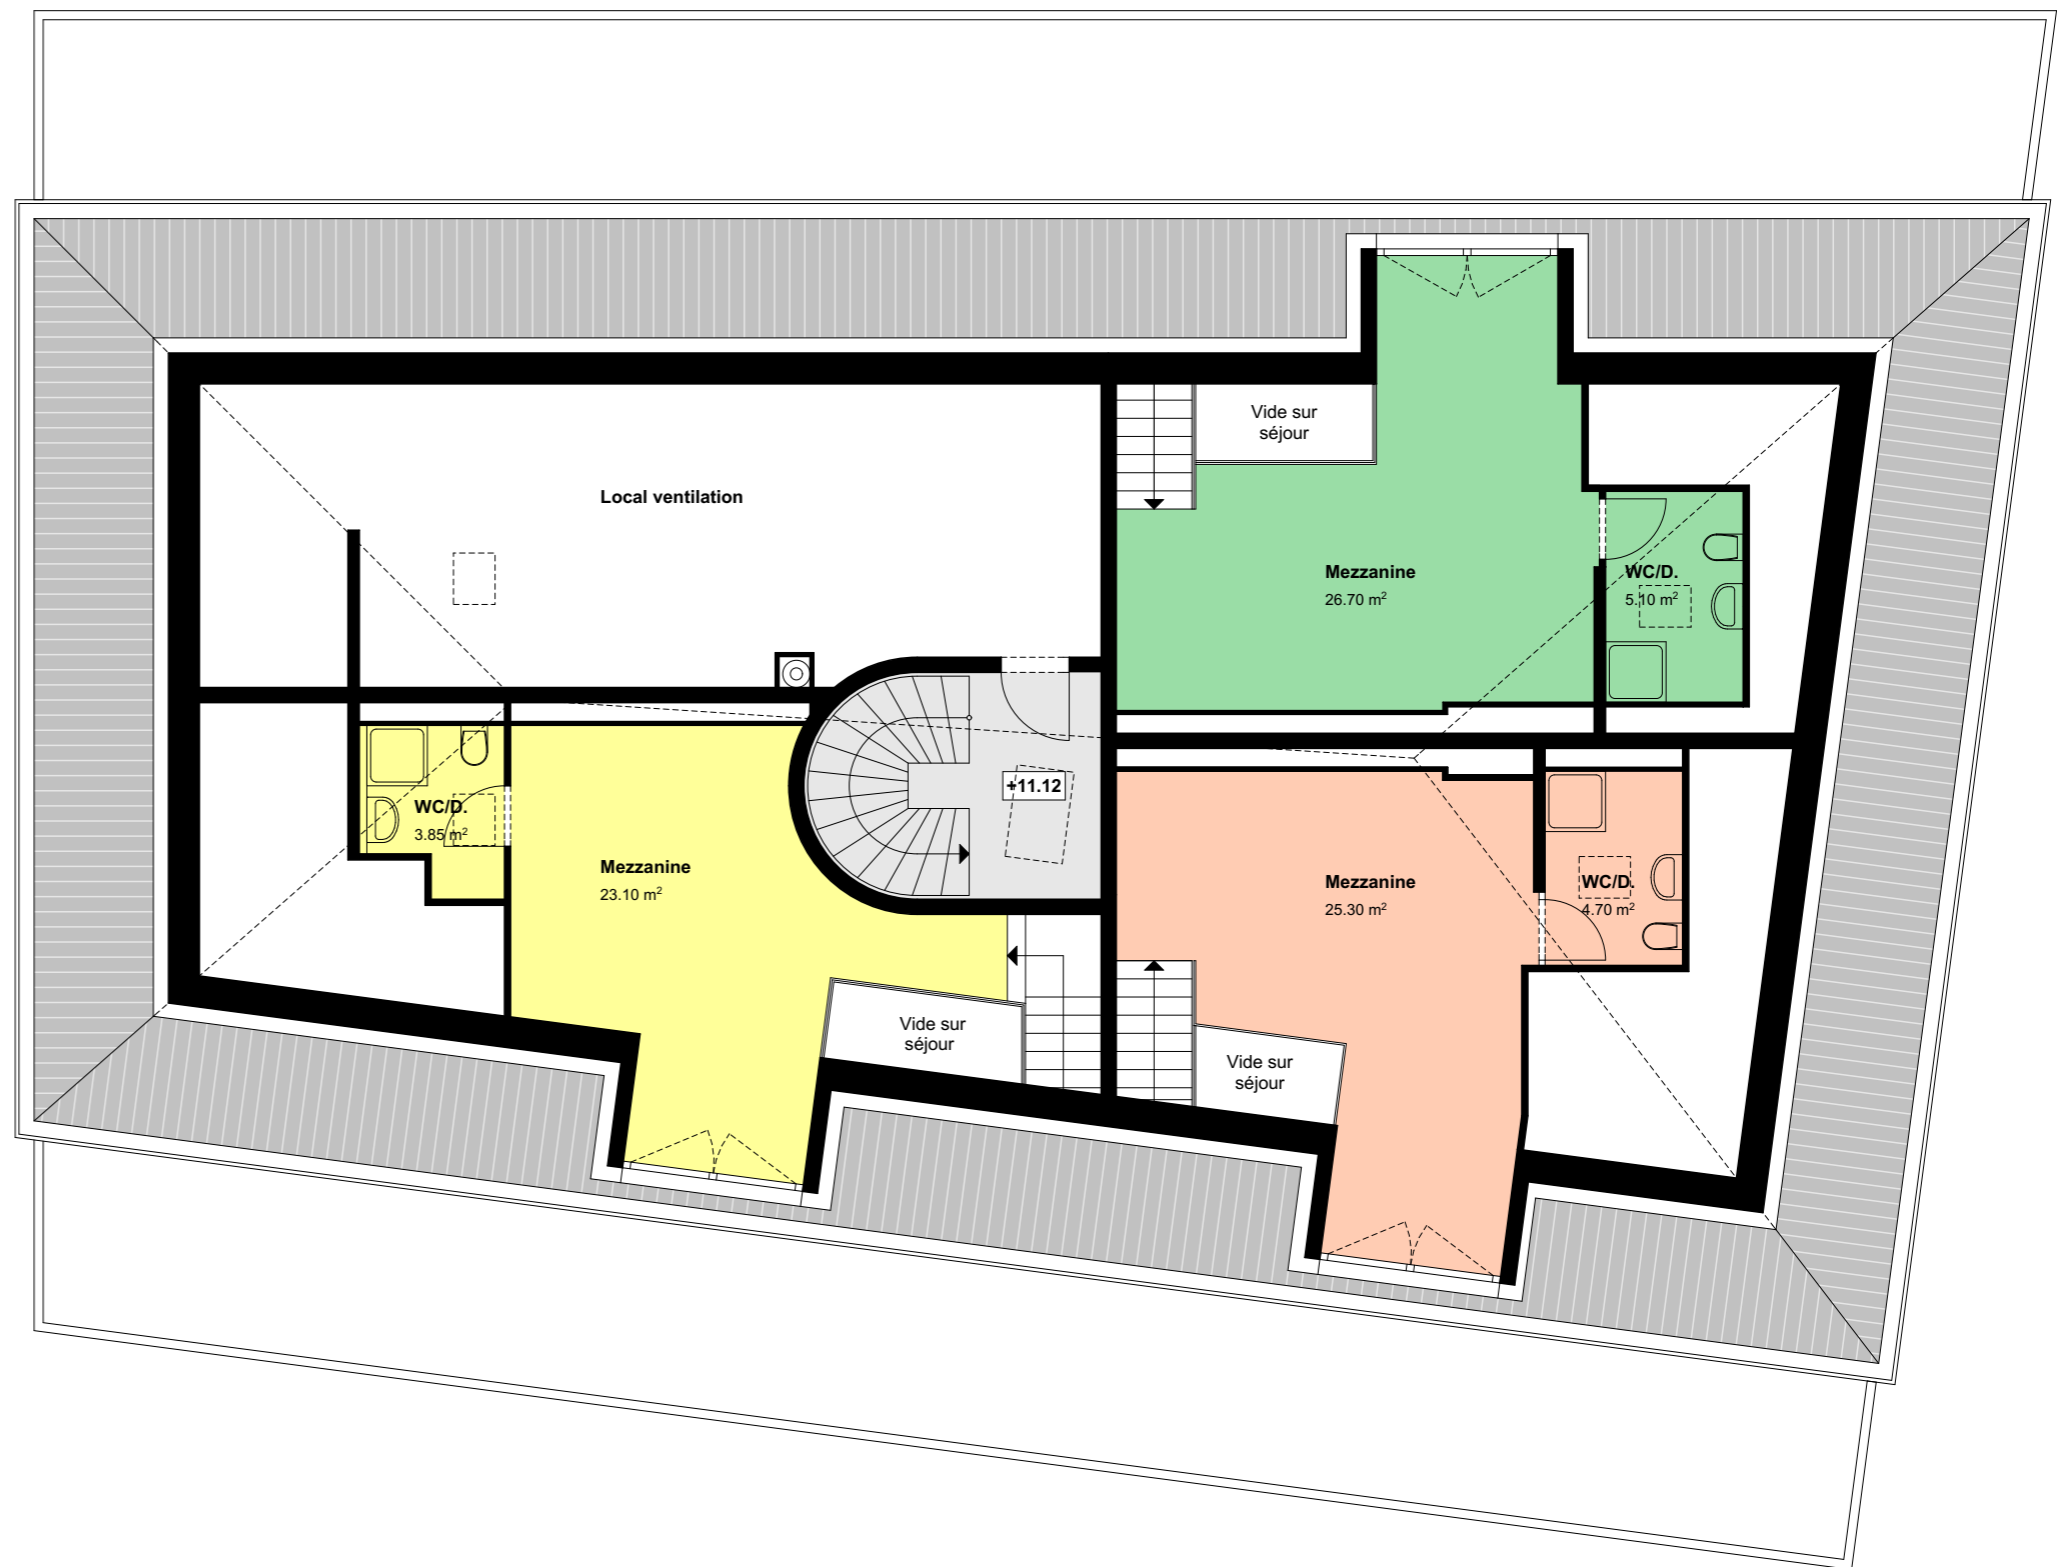 Vide sur
séjour
Local ventilation
Mezzanine
26.70 m²
WC/D.
5.10 m²
+11.12
WC/D.
3.85 m²
Mezzanine
23.10 m²
Mezzanine
25.30 m²
WC/D.
4.70 m²
Vide sur
séjour
Vide sur
séjour